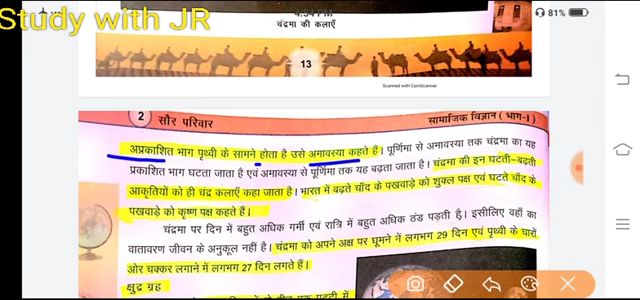 Study with JR
4:54 PM
81%
चंद्रमा की कलाएँ
13
Scanned with CamScanner
2 सौर परिवार
सामाजिक विज्ञान (भाग-I)
अप्रकाशित भाग पृथ्वी के सामने होता है उसे अमावस्या कहते हैं। पूर्णिमा से अमावस्या तक चंद्रमा का यह
प्रकाशित भाग घटता जाता है एवं अमावस्या से पूर्णिमा तक यह बढ़ता जाता है। चंद्रमा की इन घटती-बढ़ती
आकृतियों को ही चंद्र कलाएँ कहा जाता है। भारत में बढ़ते चाँद के पखवाड़े को शुक्ल पक्ष एवं घटते चाँद के
पखवाड़े को कृष्ण पक्ष कहते हैं।
चंद्रमा पर दिन में बहुत अधिक गर्मी एवं रात्रि में बहुत अधिक ठंड पड़ती है। इसीलिए वहाँ का
वातावरण जीवन के अनुकूल नहीं है। चंद्रमा को अपने अक्ष पर घूमने में लगभग 29 दिन एवं पृथ्वी के चारों
ओर चक्कर लगाने में लगभग 27 दिन लगते हैं।
क्षुद्र ग्रह